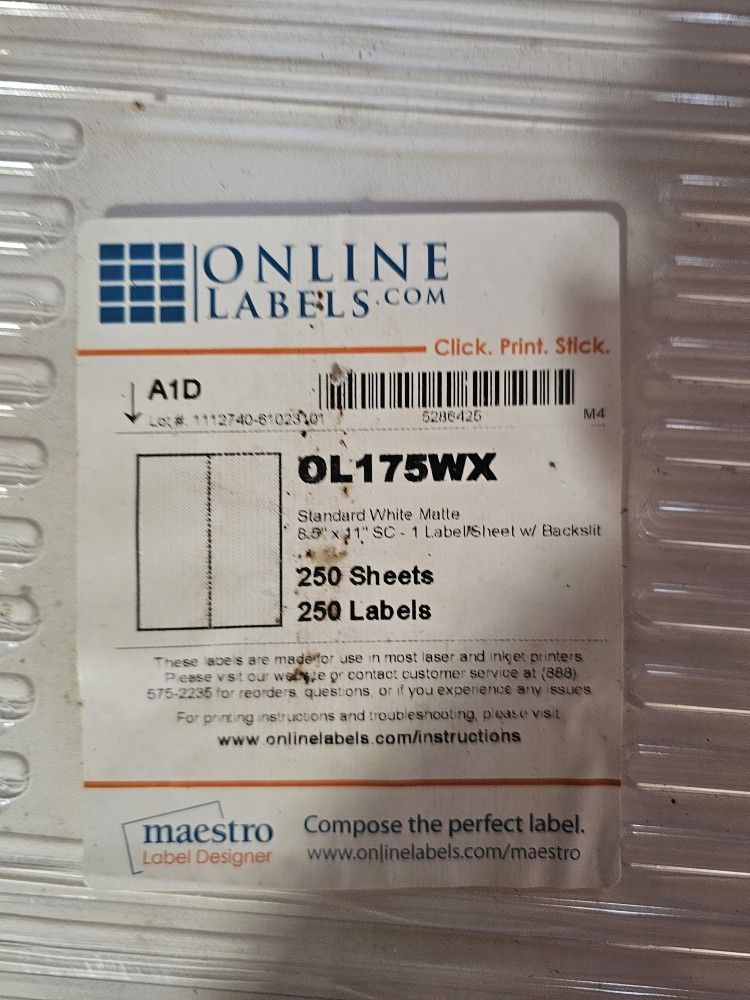 ONLINE
LABELS.COM
Click. Print. Stick.
A1D
Lot#: 1112740-61023101
5286425
M4
OL175WX
Standard White Matte
8.5" x 11" SC - 1 Label/Sheet w/ Backslit
250 Sheets
250 Labels
These labels are made for use in most laser and inkjet printers.
Please visit our website or contact customer service at (888)
575-2235 for reorders, questions, or if you experience any issues.
For printing instructions and troubleshooting, please visit
www.onlinelabels.com/instructions
maestro
Label Designer
Compose the perfect label.
www.onlinelabels.com/maestro